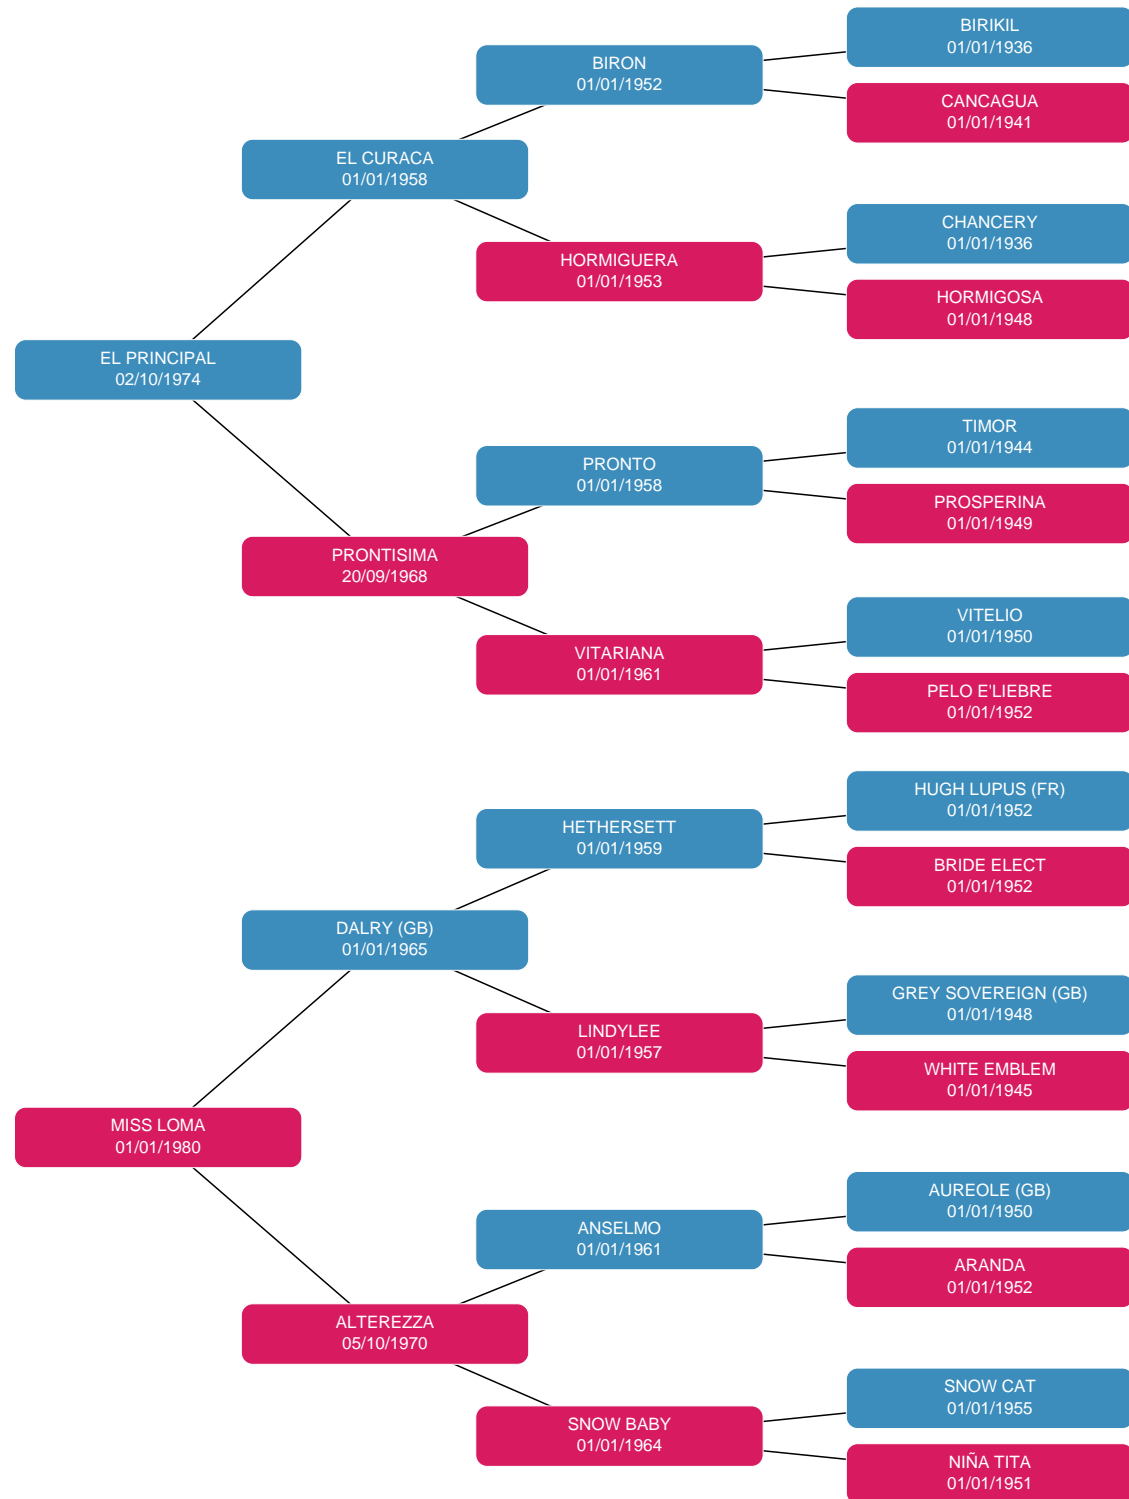 BIRIKIL
01/01/1936
BIRON
01/01/1952
CANCAGUA
01/01/1941
EL CURACA
01/01/1958
CHANCERY
01/01/1936
HORMIGUERA
01/01/1953
HORMIGOSA
01/01/1948
EL PRINCIPAL
02/10/1974
TIMOR
01/01/1944
PRONTO
01/01/1958
PROSPERINA
01/01/1949
PRONTISIMA
20/09/1968
VITELIO
01/01/1950
VITARIANA
01/01/1961
PELO E'LIEBRE
01/01/1952
HUGH LUPUS (FR)
01/01/1952
HETHERSETT
01/01/1959
BRIDE ELECT
01/01/1952
DALRY (GB)
01/01/1965
GREY SOVEREIGN (GB)
01/01/1948
LINDYLEE
01/01/1957
WHITE EMBLEM
01/01/1945
MISS LOMA
01/01/1980
AUREOLE (GB)
01/01/1950
ANSELMO
01/01/1961
ARANDA
01/01/1952
ALTEREZZA
05/10/1970
SNOW CAT
01/01/1955
SNOW BABY
01/01/1964
NIÑA TITA
01/01/1951